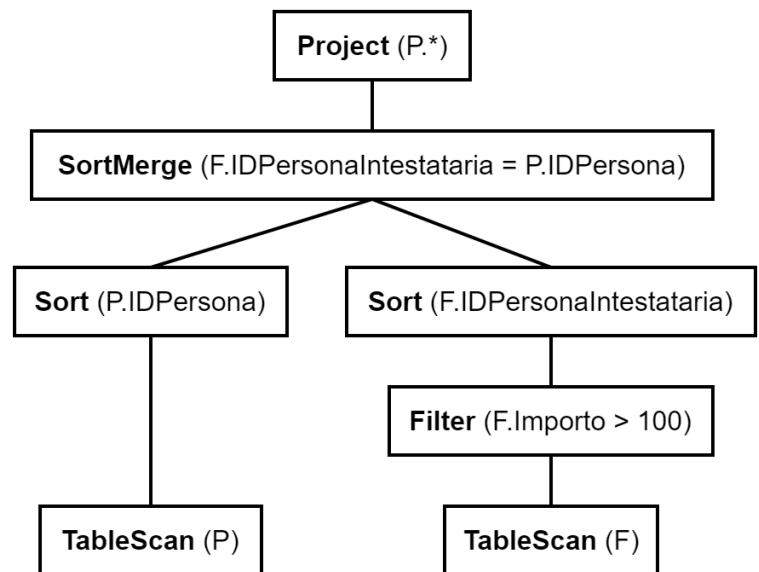 Project (P.*)
SortMerge (F.IDPersonaIntestataria = P.IDPersona)
Sort (P.IDPersona)
Sort (F.IDPersonaIntestataria)
Filter (F.Importo > 100)
TableScan (P)
TableScan (F)